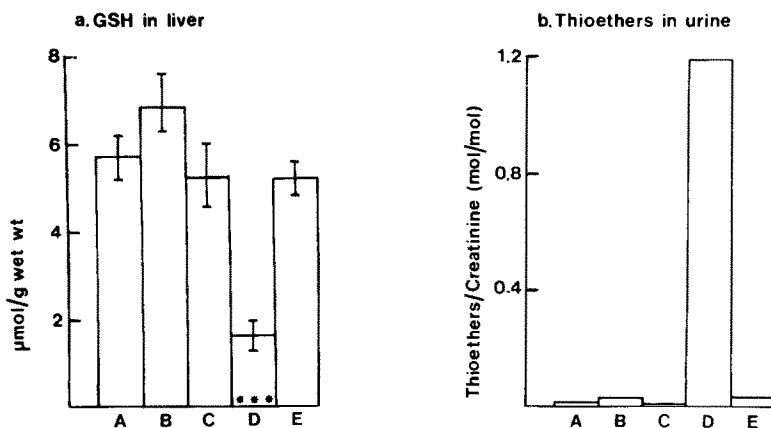 a. GSH in liver
8
6
4
2
µmol/g wet wt
***
A B C D E
b. Thioethers in urine
1.2
0.8
0.4
Thioethers/Creatinine (mol/mol)
A B C D E